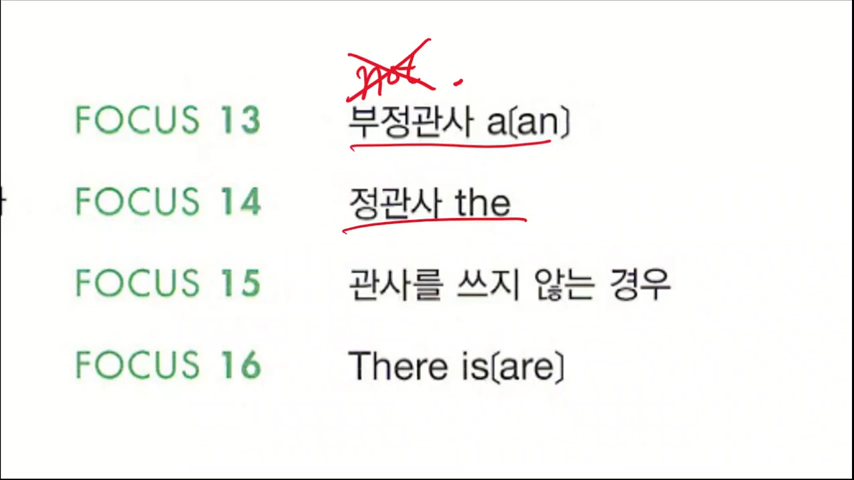 not.
FOCUS 13 부정관사 a(an)
FOCUS 14 정관사 the
FOCUS 15 관사를 쓰지 않는 경우
FOCUS 16 There is(are)